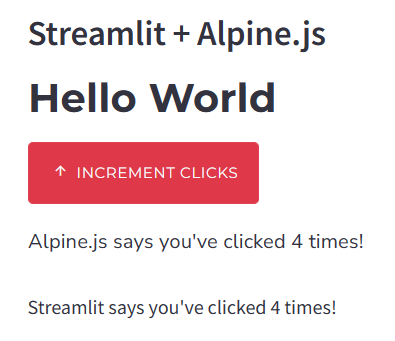 Streamlit + Alpine.js
Hello World
INCREMENT CLICKS
Alpine.js says you've clicked 4 times!
Streamlit says you've clicked 4 times!